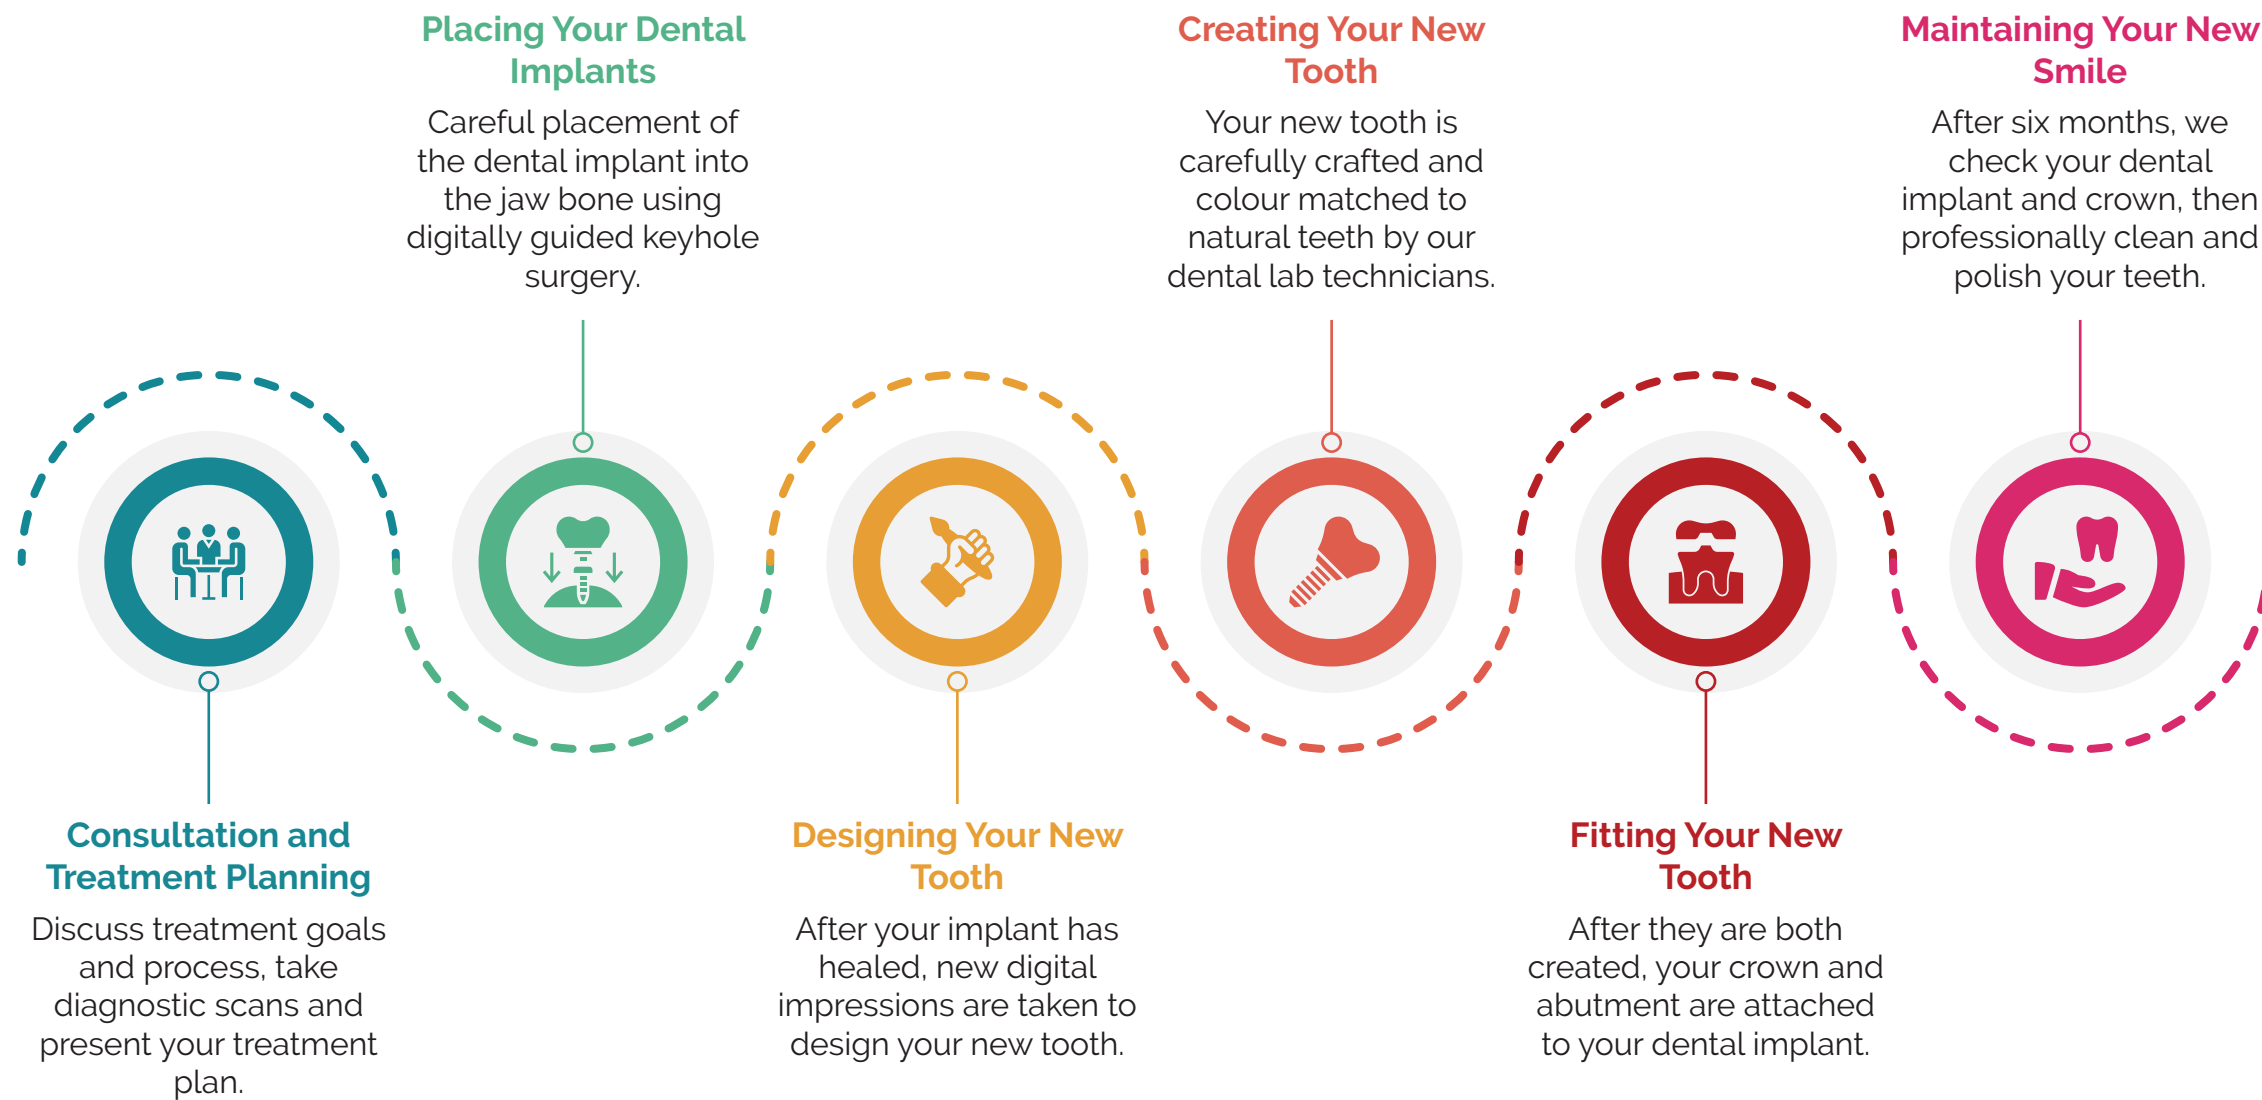 Consultation and
Treatment Planning
Discuss treatment goals
and process, take
diagnostic scans and
present your treatment
plan.
Placing Your Dental
Implants
Careful placement of
the dental implant into
the jaw bone using
digitally guided keyhole
surgery.
Designing Your New
Tooth
After your implant has
healed, new digital
impressions are taken to
design your new tooth.
Creating Your New
Tooth
Your new tooth is
carefully crafted and
colour matched to
natural teeth by our
dental lab technicians.
Fitting Your New
Tooth
After they are both
created, your crown and
abutment are attached
to your dental implant.
Maintaining Your New
Smile
After six months, we
check your dental
implant and crown, then
professionally clean and
polish your teeth.